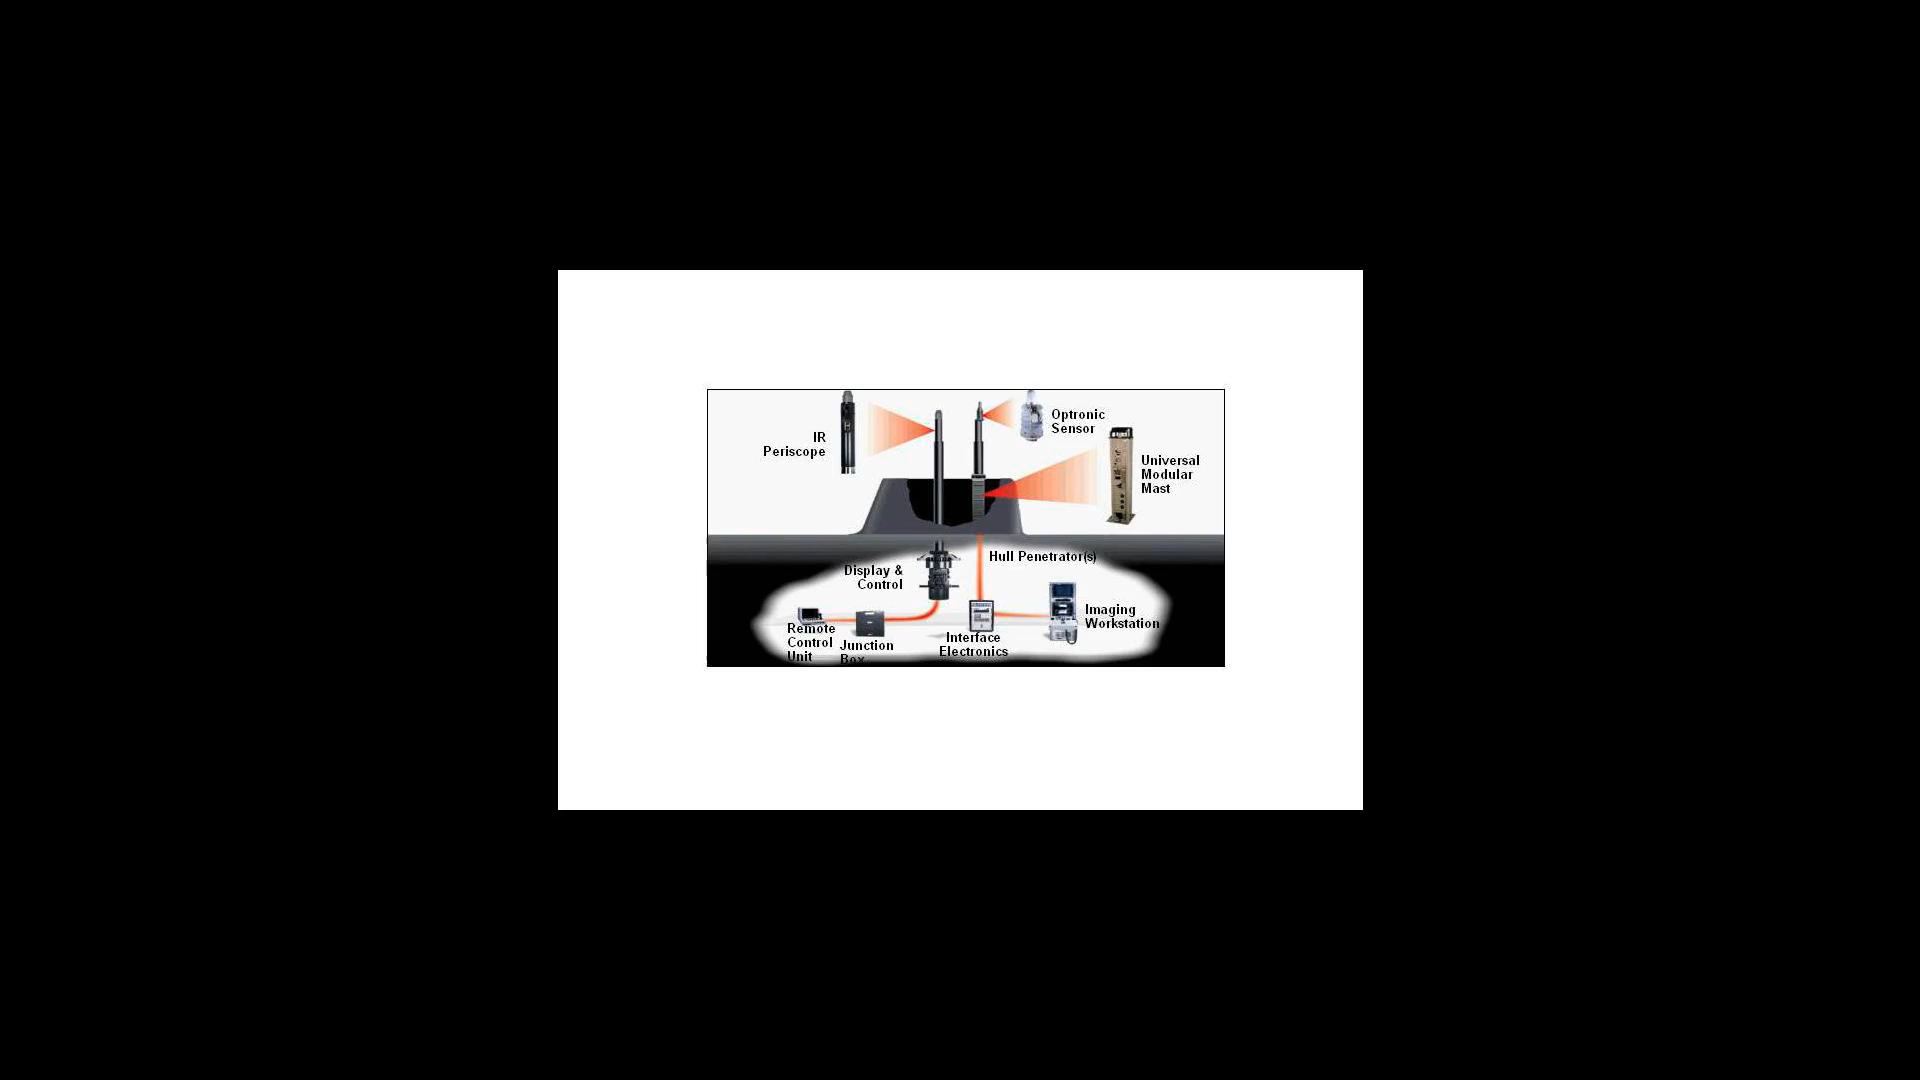 IR
Periscope
Optronic
Sensor
Universal
Modular
Mast
Hull Penetrator(s)
Display &
Control
Imaging
Workstation
Remote
Control
Unit
Junction
Box
Interface
Electronics